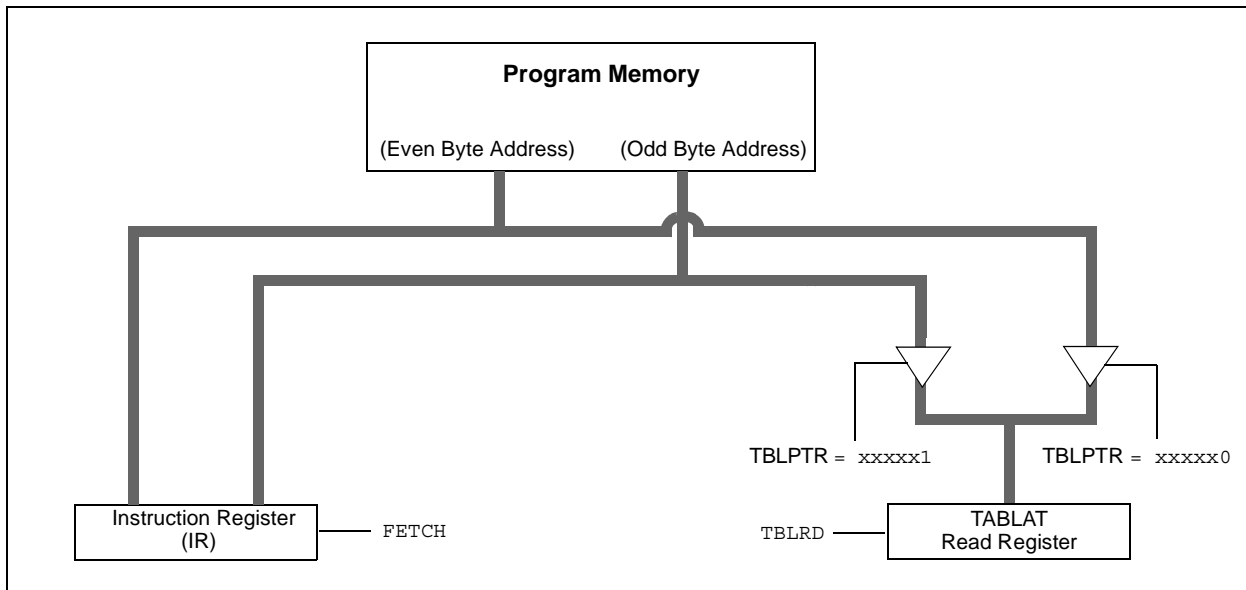 Program Memory
(Even Byte Address) (Odd Byte Address)
TBLPTR = xxxxx1
TBLPTR = xxxxx0
Instruction Register
(IR)
FETCH
TBLRD
TABLAT
Read Register